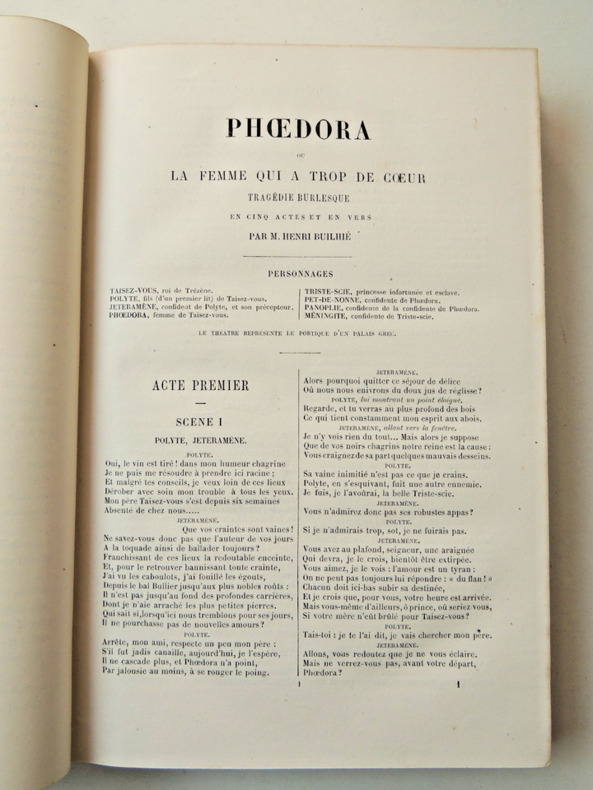 PHŒDORA
OU
LA FEMME QUI A TROP DE CŒUR
TRAGÉDIE BURLESQUE
EN CINQ ACTES ET EN VERS
PAR M. HENRI BUILHIÉ
PERSONNAGES
TAISEZ-VOUS, roi de Trézène.
POLYTE, fils (d'un premier lit) de Taisez-vous.
JETERAMÈNE, confident de Polyte, et son précepteur.
PHŒDORA, femme de Taisez-vous.
TRISTE-SCIE, princesse infortunée et esclave.
PET-DE-NONNE, confidente de Phœdora.
PANOPLIE, confidente de la confidente de Phœdora.
MÉNINGITE, confidente de Triste-scie.
LE THEATRE REPRÉSENTE LE PORTIQUE D'UN PALAIS GREC.
ACTE PREMIER
SCENE I
POLYTE, JETERAMÈNE.
POLYTE.
Oui, le vin est tiré! dans mon humeur chagrine
Je ne puis me résoudre à prendre ici racine;
Et malgré tes conseils, je veux loin de ces lieux
Dérober avec soin mon trouble à tous les yeux.
Mon père Taisez-vous s'est depuis six semaines
Absenté de chez nous.....
JETERAMÈNE.
Que vos craintes sont vaines!
Ne savez-vous donc pas que l'auteur de vos jours
A la toquade ainsi de ballader toujours?
Franchissant de ces lieux la redoutable enceinte,
Et, pour le retrouver bannissant toute crainte,
J'ai vu les caboulots, j'ai fouillé les égouts,
Depuis le bal Bullier jusqu'aux plus nobles roûts:
Il n'est pas jusqu'au fond des profondes carrières,
Dont je n'aie arraché les plus petites pierres.
Qui sait si, lorsqu'ici nous tremblons pour ses jours,
Il ne pourchasse pas de nouvelles amours?
POLYTE.
Arrête, mon ami, respecte un peu mon père:
S'il fut jadis canaille, aujourd'hui, je l'espère,
Il ne cascade plus, et Phœdora n'a point,
Par jalousie au moins, à se ronger le poing.
JETERAMÈNE.
Alors pourquoi quitter ce séjour de délice
Où nous nous enivrons du doux jus de réglisse?
POLYTE, lui montrant un point éloigné.
Regarde, et tu verras au plus profond des bois
Ce qui tient constamment mon esprit aux abois.
JETERAMÈNE, allant vers la fenêtre.
Je n'y vois rien du tout... Mais alors je suppose
Que de vos noirs chagrins notre reine est la cause:
Vous craignez de sa part quelques mauvais desseins.
POLYTE.
Sa vaine inimitié n'est pas ce que je crains.
Polyte, en s'esquivant, fuit une autre ennemie.
Je fuis, je l'avoûrai, la belle Triste-scie.
JETERAMÈNE.
Vous n'admirez donc pas ses robustes appas?
POLYTE.
Si je n'admirais trop, sot, je ne fuirais pas.
JETERAMÈNE.
Vous avez au plafond, seigneur, une araignée
Qui devra, je le crois, bientôt être extirpée.
Vous aimez, je le vois: l'amour est un tyran:
On ne peut pas toujours lui répondre: « du flan! »
Chacun doit ici-bas subir sa destinée,
Et je crois que, pour vous, votre heure est arrivée.
Mais vous-même d'ailleurs, ô prince, où seriez vous,
Si votre mère n'eût brûlé pour Taisez-vous?
POLYTE.
Tais-toi: je te l'ai dit, je vais chercher mon père.
JETERAMÈNE.
Allons, vous redoutez que je ne vous éclaire.
Mais ne verrez-vous pas, avant votre départ,
Phœdora?
1
1